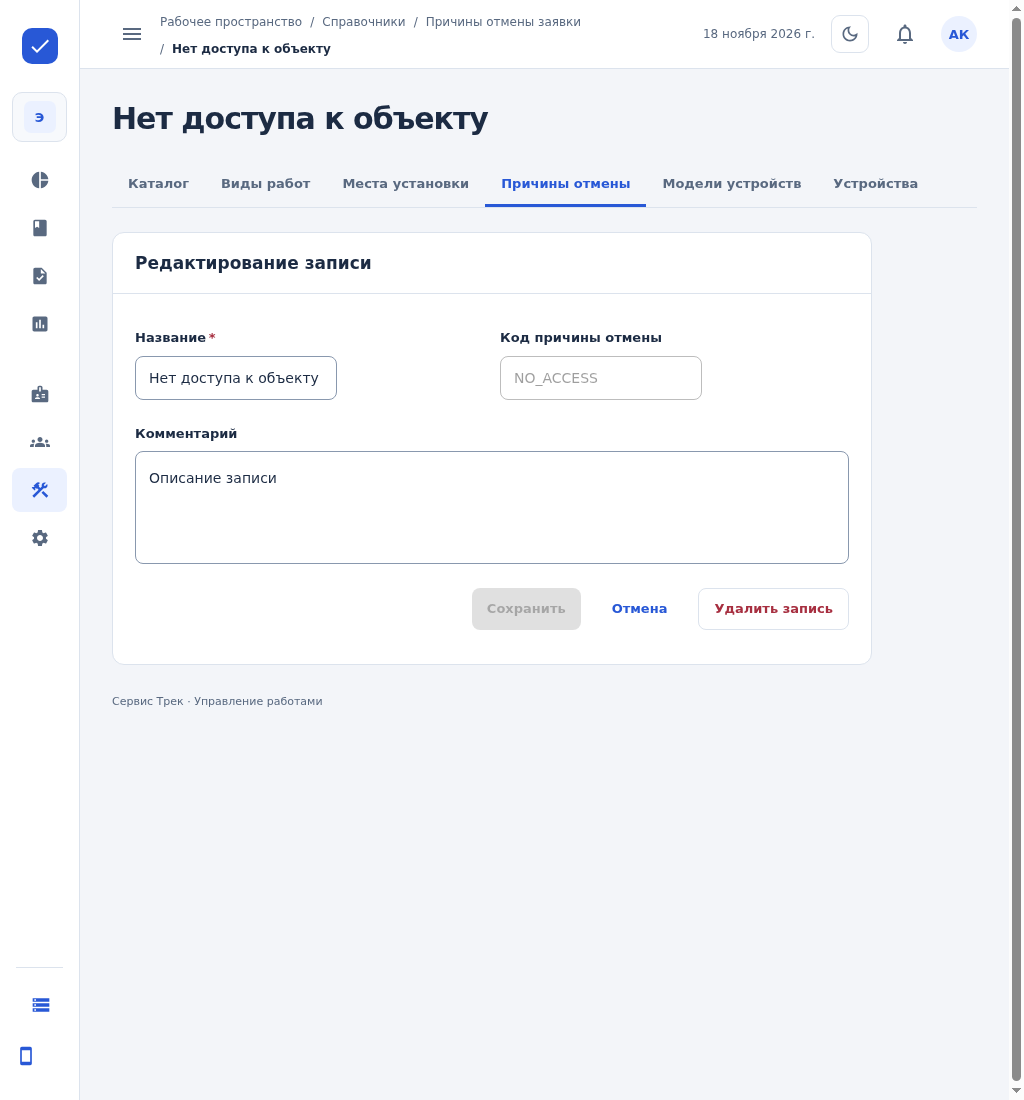 Рабочее пространство / Справочники / Причины отмены заявки
/ Нет доступа к объекту
18 ноября 2026 г.
АК
Э
Нет доступа к объекту
Каталог Виды работ Места установки Причины отмены Модели устройств Устройства
Редактирование записи
Название* Код причины отмены
Нет доступа к объекту NO_ACCESS
Комментарий
Описание записи
Сохранить Отмена Удалить запись
Сервис Трек · Управление работами